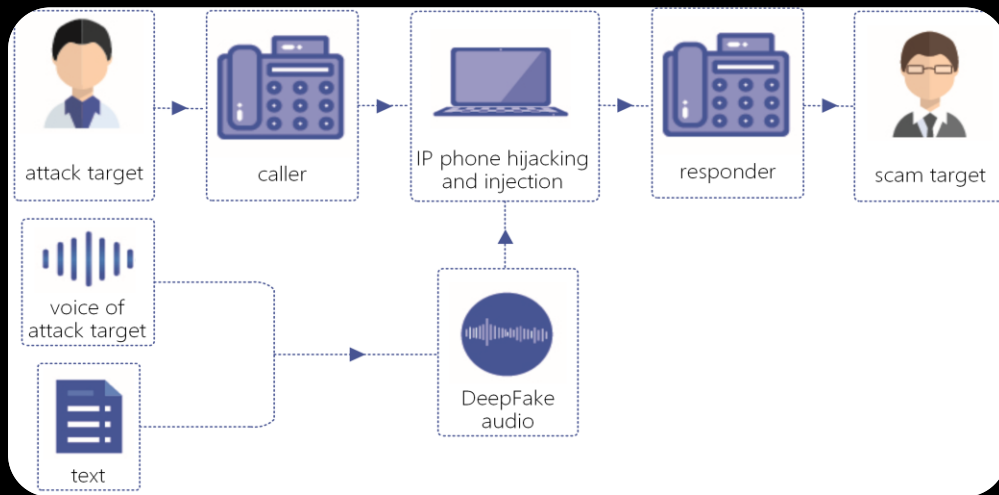 attack target
caller
IP phone hijacking
and injection
responder
scam target
voice of
attack target
DeepFake
audio
text